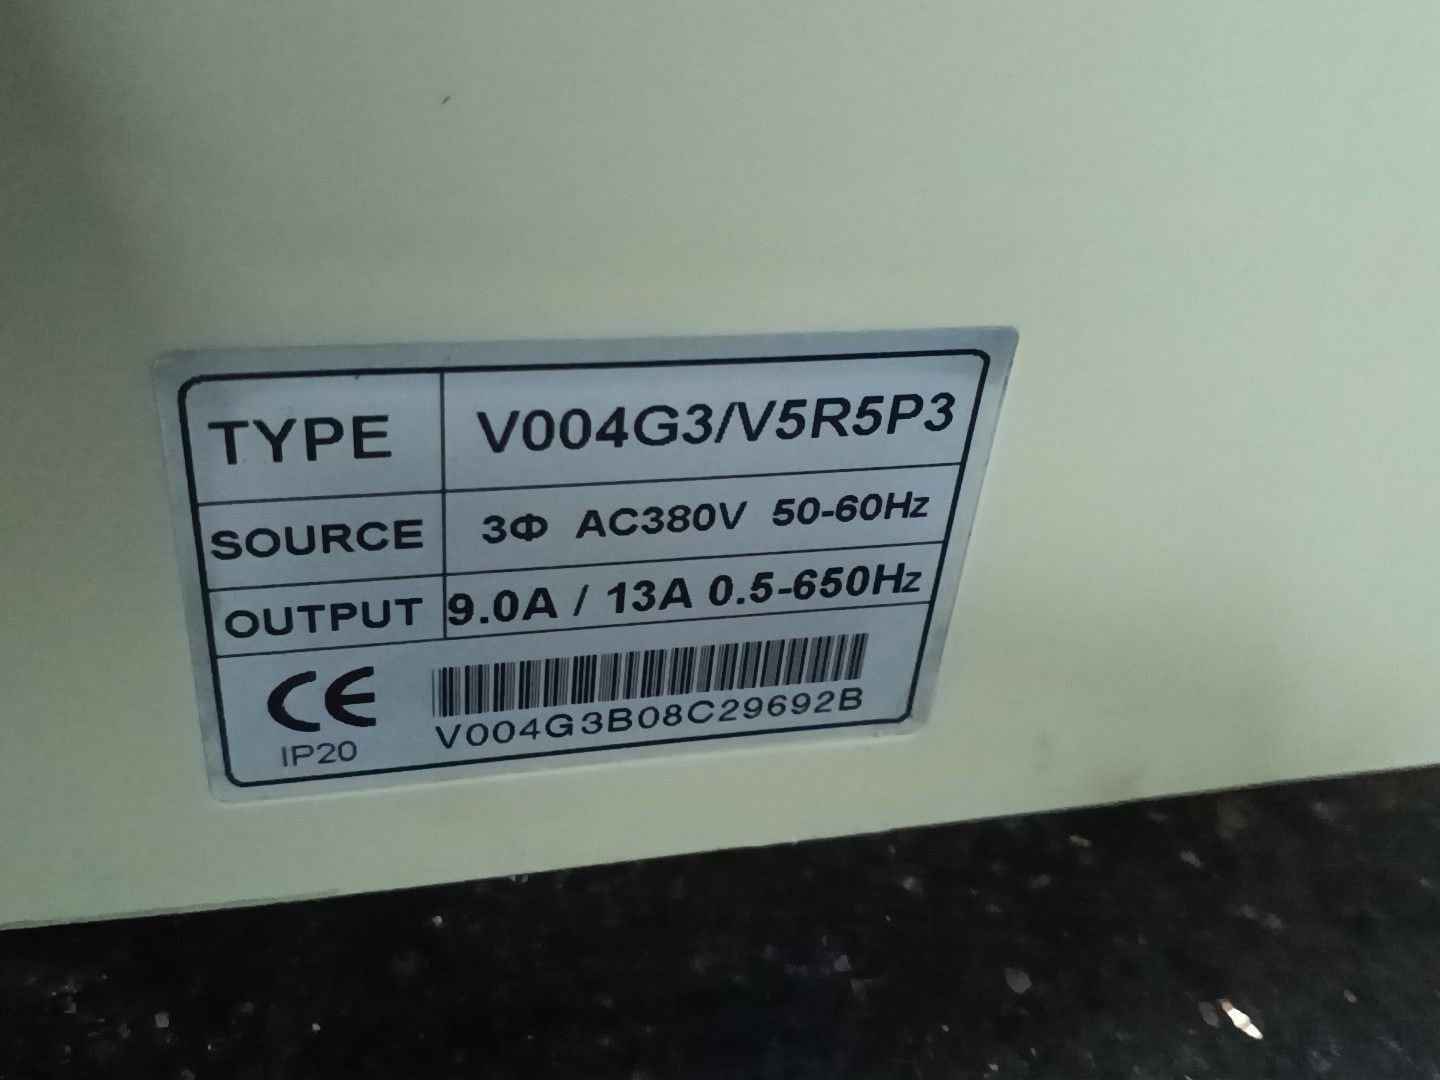 TYPE V004G3/V5R5P3
SOURCE 3Φ AC380V 50-60Hz
OUTPUT 9.0A / 13A 0.5-650Hz
CE
IP20
V004G3B08C29692B